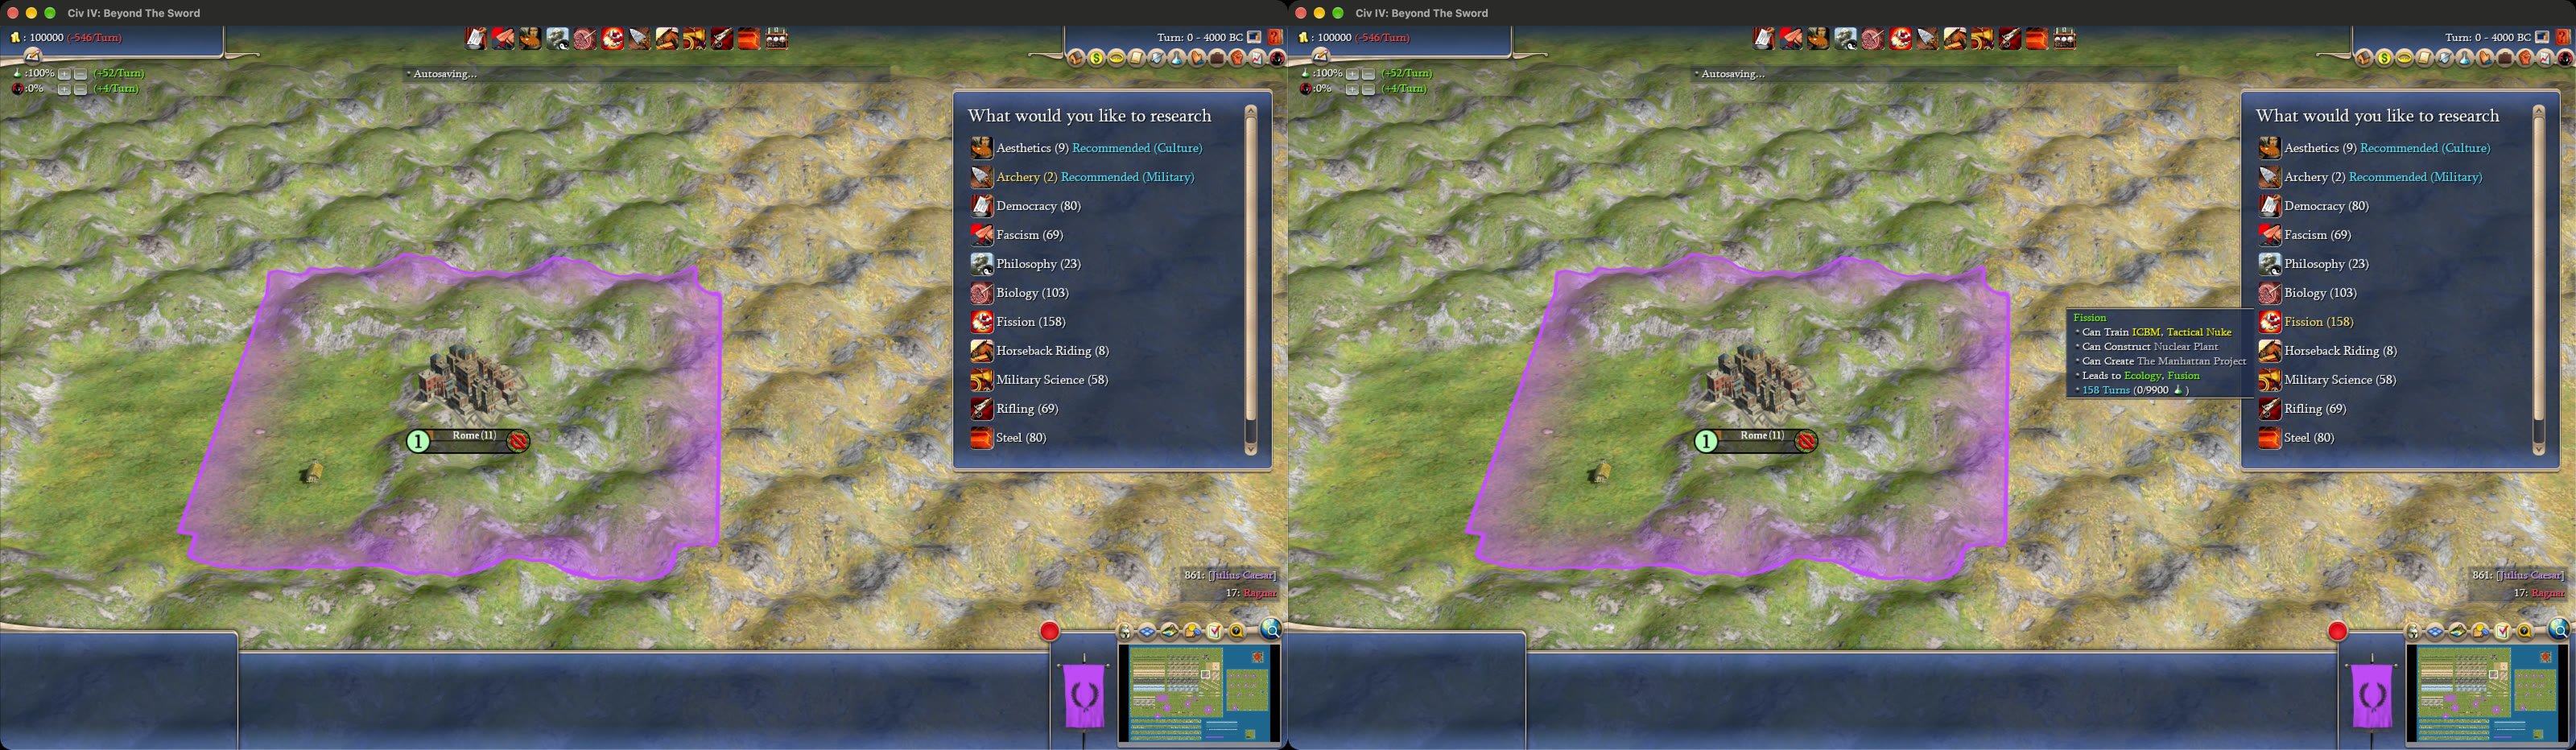 Civ IV: Beyond The Sword
: 100000 (-546/Turn)
Turn: 0 - 4000 BC
:100% (+52/Turn)
:0% (+4/Turn)
* Autosaving...
What would you like to research
Aesthetics (9) Recommended (Culture)
Archery (2) Recommended (Military)
Democracy (80)
Fascism (69)
Philosophy (23)
Biology (103)
Fission (158)
Horseback Riding (8)
Military Science (58)
Rifling (69)
Steel (80)
1 Rome (11)
861: [Julius Caesar]
17: Ragnar
Civ IV: Beyond The Sword
: 100000 (-546/Turn)
Turn: 0 - 4000 BC
:100% (+52/Turn)
:0% (+4/Turn)
* Autosaving...
What would you like to research
Aesthetics (9) Recommended (Culture)
Archery (2) Recommended (Military)
Democracy (80)
Fascism (69)
Philosophy (23)
Biology (103)
Fission (158)
Horseback Riding (8)
Military Science (58)
Rifling (69)
Steel (80)
Fission
* Can Train ICBM, Tactical Nuke
* Can Construct Nuclear Plant
* Can Create The Manhattan Project
* Leads to Ecology, Fusion
* 158 Turns (0/9900 )
1 Rome (11)
861: [Julius Caesar]
17: Ragnar